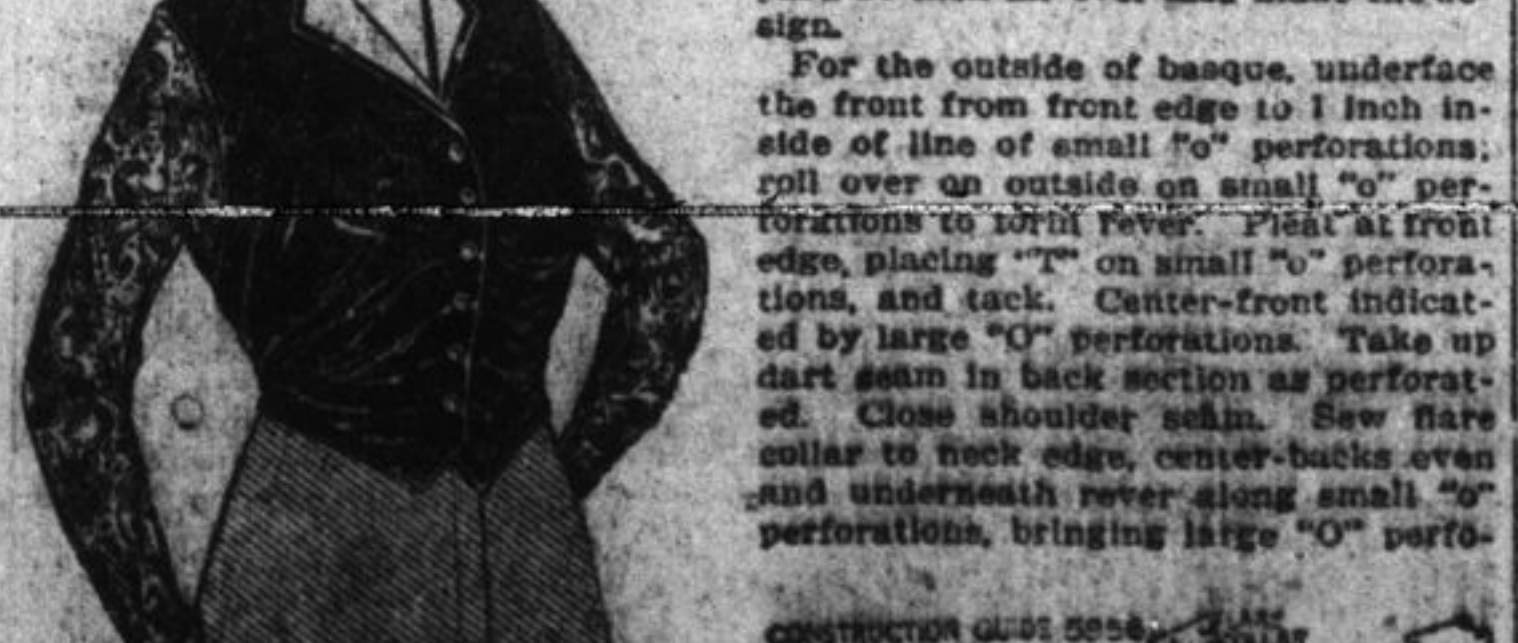 sign.
For the outside of basque, underface
the front from front edge to 1 inch in-
side of line of small "o" perforations;
roll over on outside on small "o" per-
forations to form rever. Pleat at front
edge, placing "T" on small "o" perfora-
tions, and tack. Center-front indicat-
ed by large "O" perforations. Take up
dart seam in back section as perforat-
ed. Close shoulder seam. Sew flare
collar to neck edge, center-backs even
and underneath rever along small "o"
perforations, bringing large "O" perfo-
CONSTRUCTION GUIDE